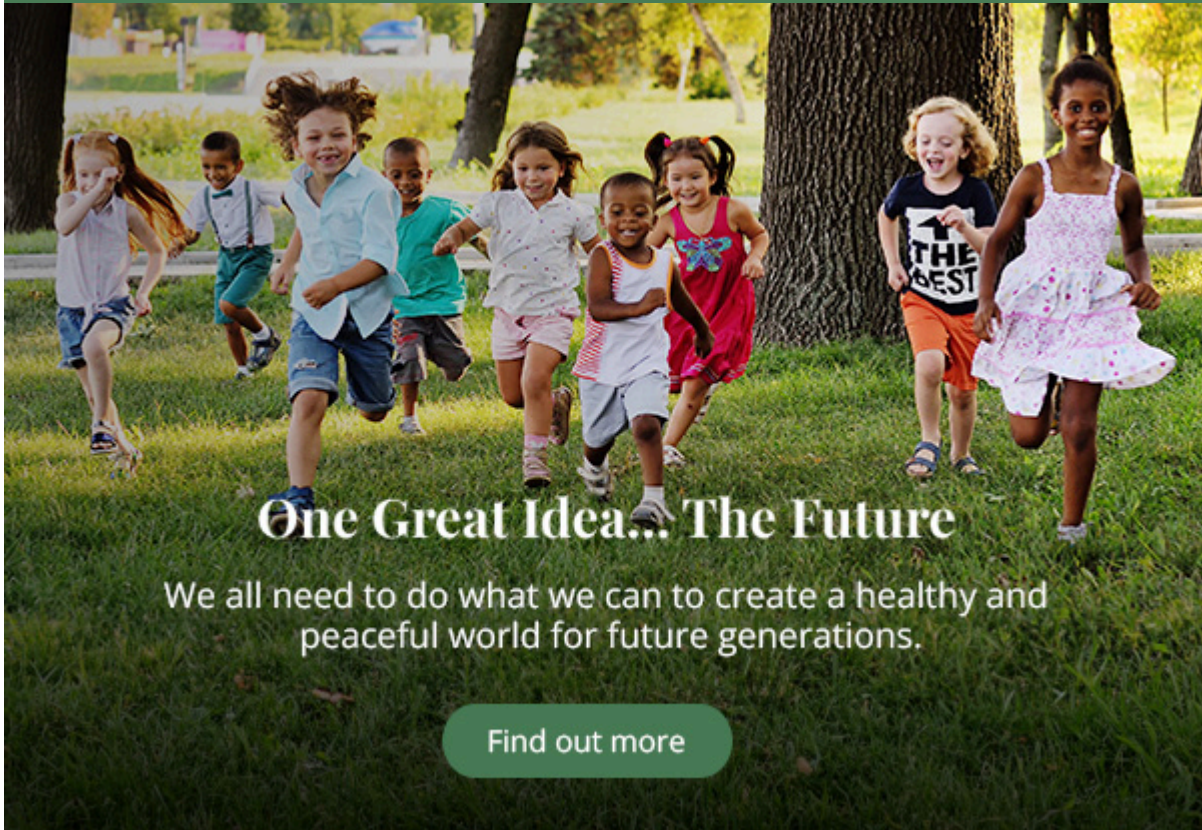 THE
BEST
One Great Idea... The Future
We all need to do what we can to create a healthy and
peaceful world for future generations.
Find out more